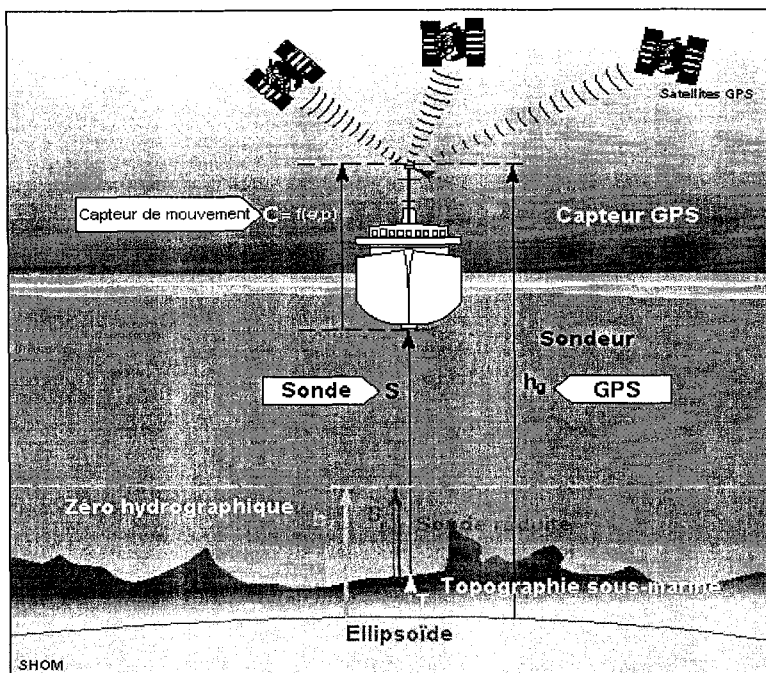 Satellites GPS
Capteur de mouvement C = f(e,p)
Capteur GPS
Sondeur
Sonde S
hg GPS
Zéro hydrographique
Sonde réduite
T Topographie sous-marine
Ellipsoïde
SHOM